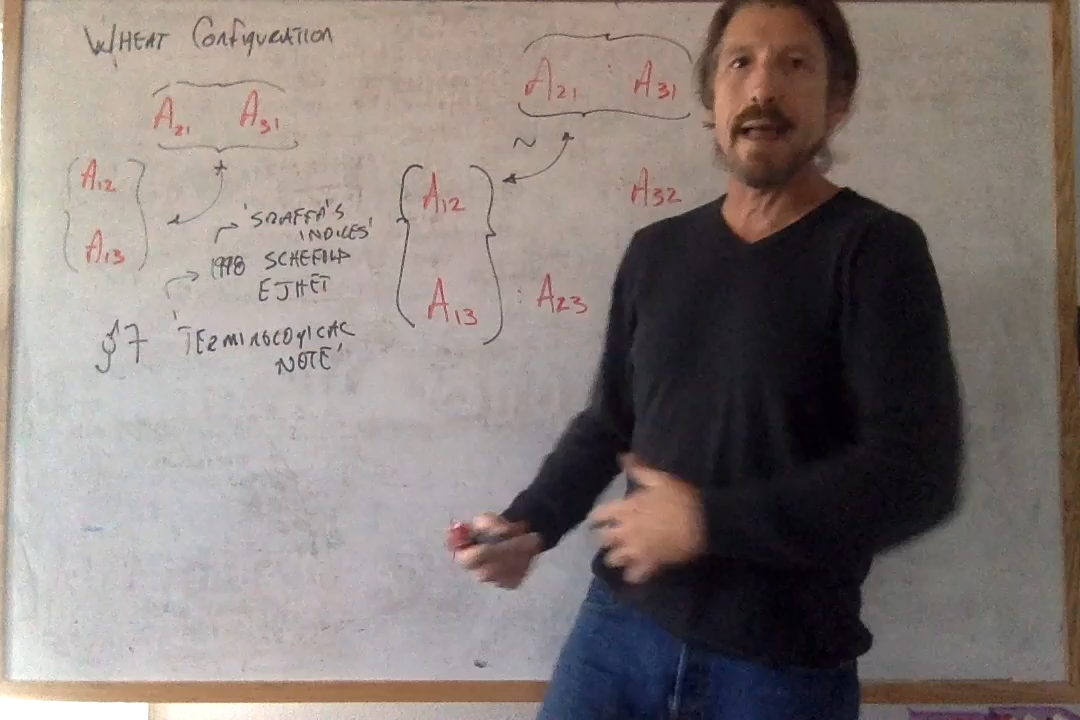 WHEAT CONFIGURATION
A21 A31
A12
A13
'SRAFFA'S
INDICES'
1998 SCHEFOLD
EJHET
§7 'TERMINOLOGICAL
NOTE'
A21 : A31
~
A12
A32
A13 : A23